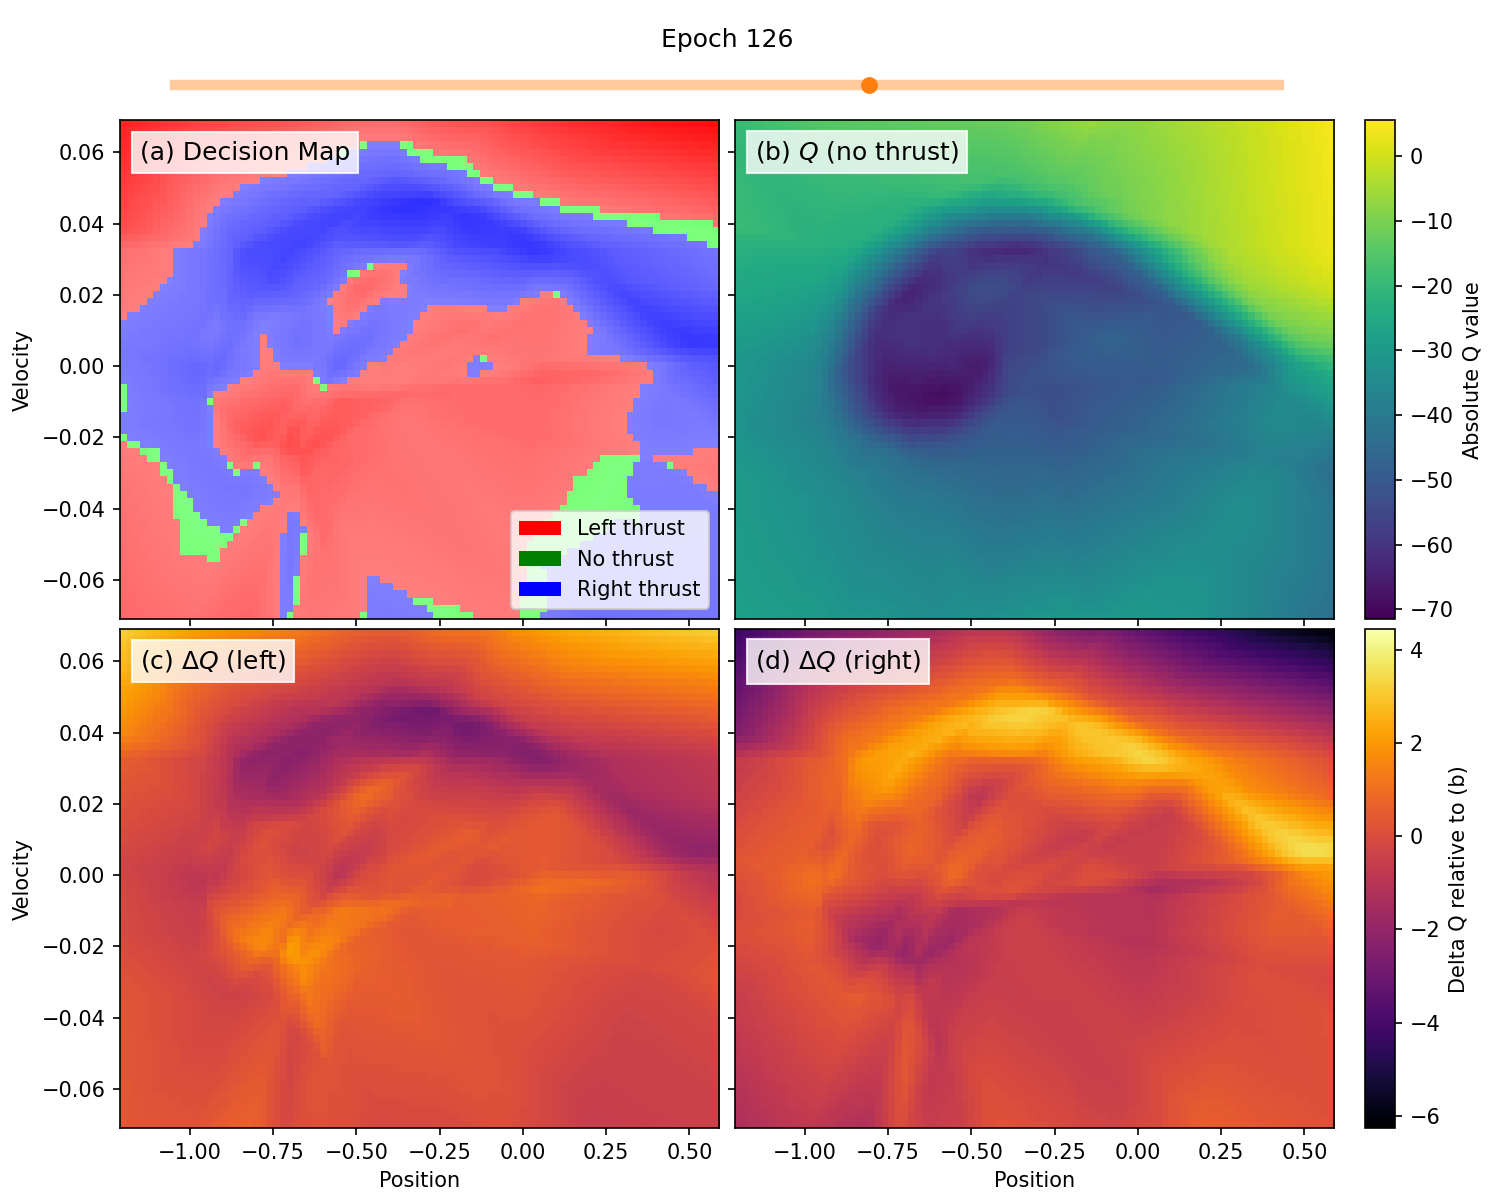 Epoch 126
(a) Decision Map
(b) Q (no thrust)
0.06
0.04
0.02
0.00
−0.02
−0.04
−0.06
Velocity
Left thrust
No thrust
Right thrust
0
−10
−20
−30
−40
−50
−60
−70
Absolute Q value
(c) ΔQ (left)
(d) ΔQ (right)
0.06
0.04
0.02
0.00
−0.02
−0.04
−0.06
Velocity
4
2
0
−2
−4
−6
Delta Q relative to (b)
−1.00 −0.75 −0.50 −0.25 0.00 0.25 0.50
Position
−1.00 −0.75 −0.50 −0.25 0.00 0.25 0.50
Position